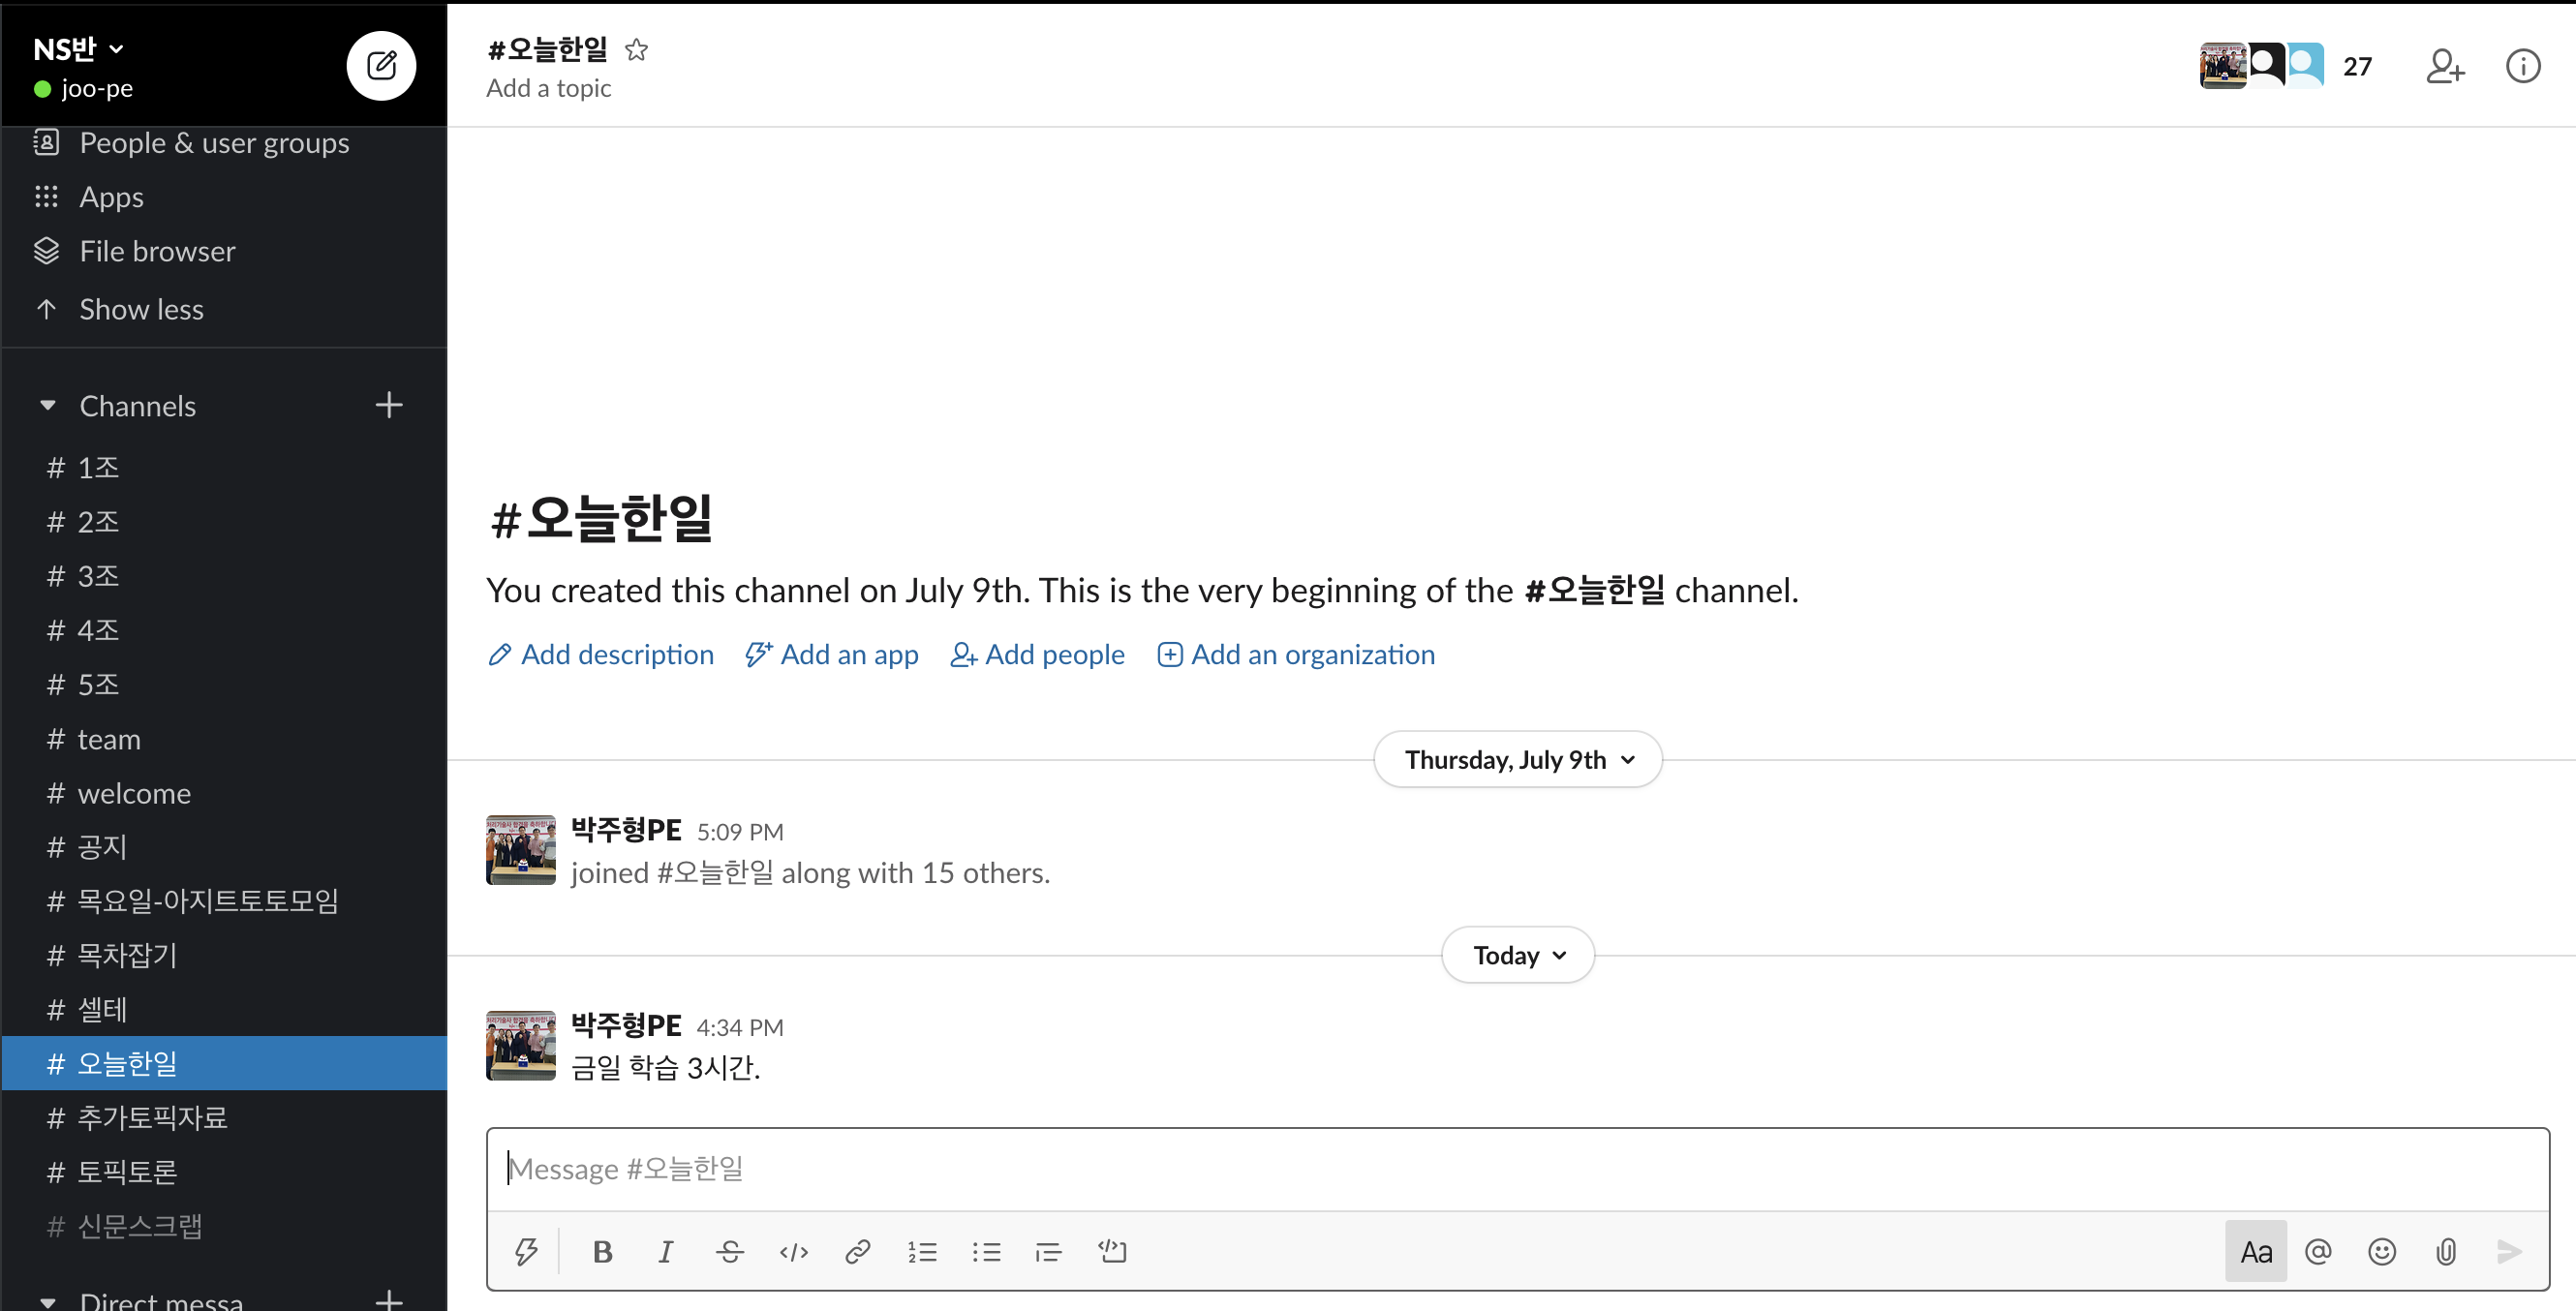 NS반
joo-pe
People & user groups
Apps
File browser
Show less
Channels
# 1조
# 2조
# 3조
# 4조
# 5조
# team
# welcome
# 공지
# 목요일-아지트토토모임
# 목차잡기
# 셀테
# 오늘한일
# 추가토픽자료
# 토픽토론
# 신문스크랩
Direct messa
#오늘한일
Add a topic
27
#오늘한일
You created this channel on July 9th. This is the very beginning of the #오늘한일 channel.
Add description Add an app Add people Add an organization
Thursday, July 9th
박주형PE 5:09 PM
joined #오늘한일 along with 15 others.
Today
박주형PE 4:34 PM
금일 학습 3시간.
Message #오늘한일
B I S </> Aa @